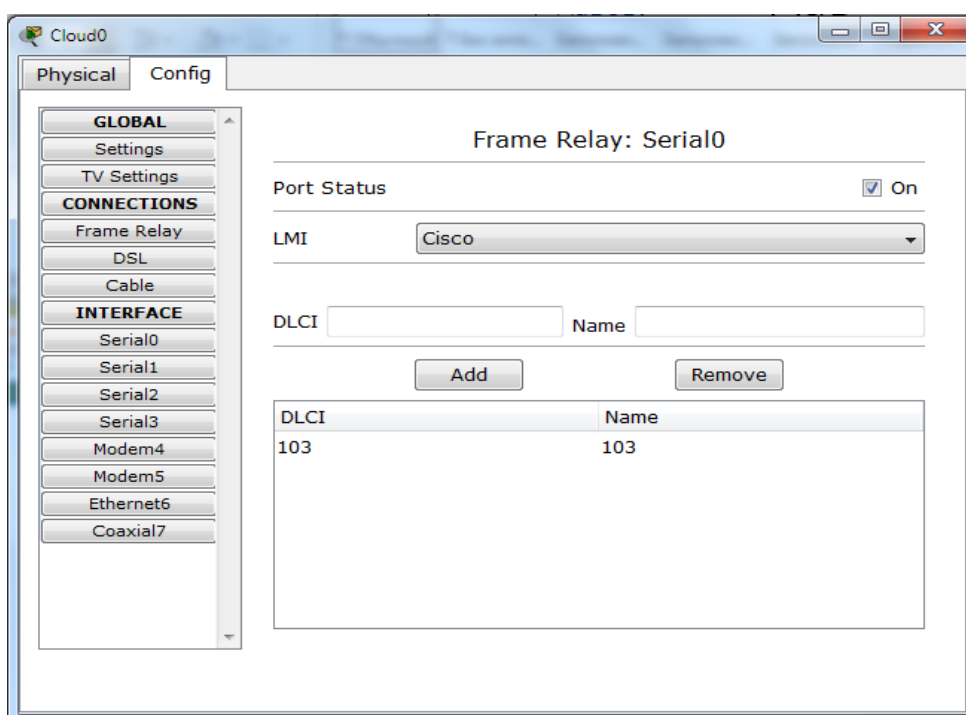 Cloud0
Physical
Config
GLOBAL
Settings
TV Settings
CONNECTIONS
Frame Relay
DSL
Cable
INTERFACE
Serial0
Serial1
Serial2
Serial3
Modem4
Modem5
Ethernet6
Coaxial7
Frame Relay: Serial0
Port Status On
LMI Cisco
DLCI Name
Add Remove
DLCI Name
103 103